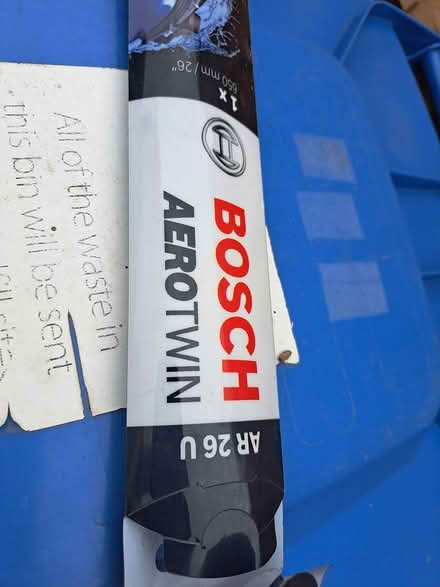 1 x
650 mm / 26"
BOSCH
AEROTWIN
AR 26 U
All of the waste in
this bin will be sent